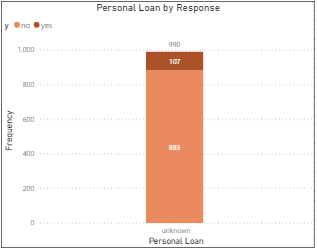 Personal Loan by Response
y no yes
990
1,000
107
800
600
883
400
200
0
unknown
Frequency
Personal Loan